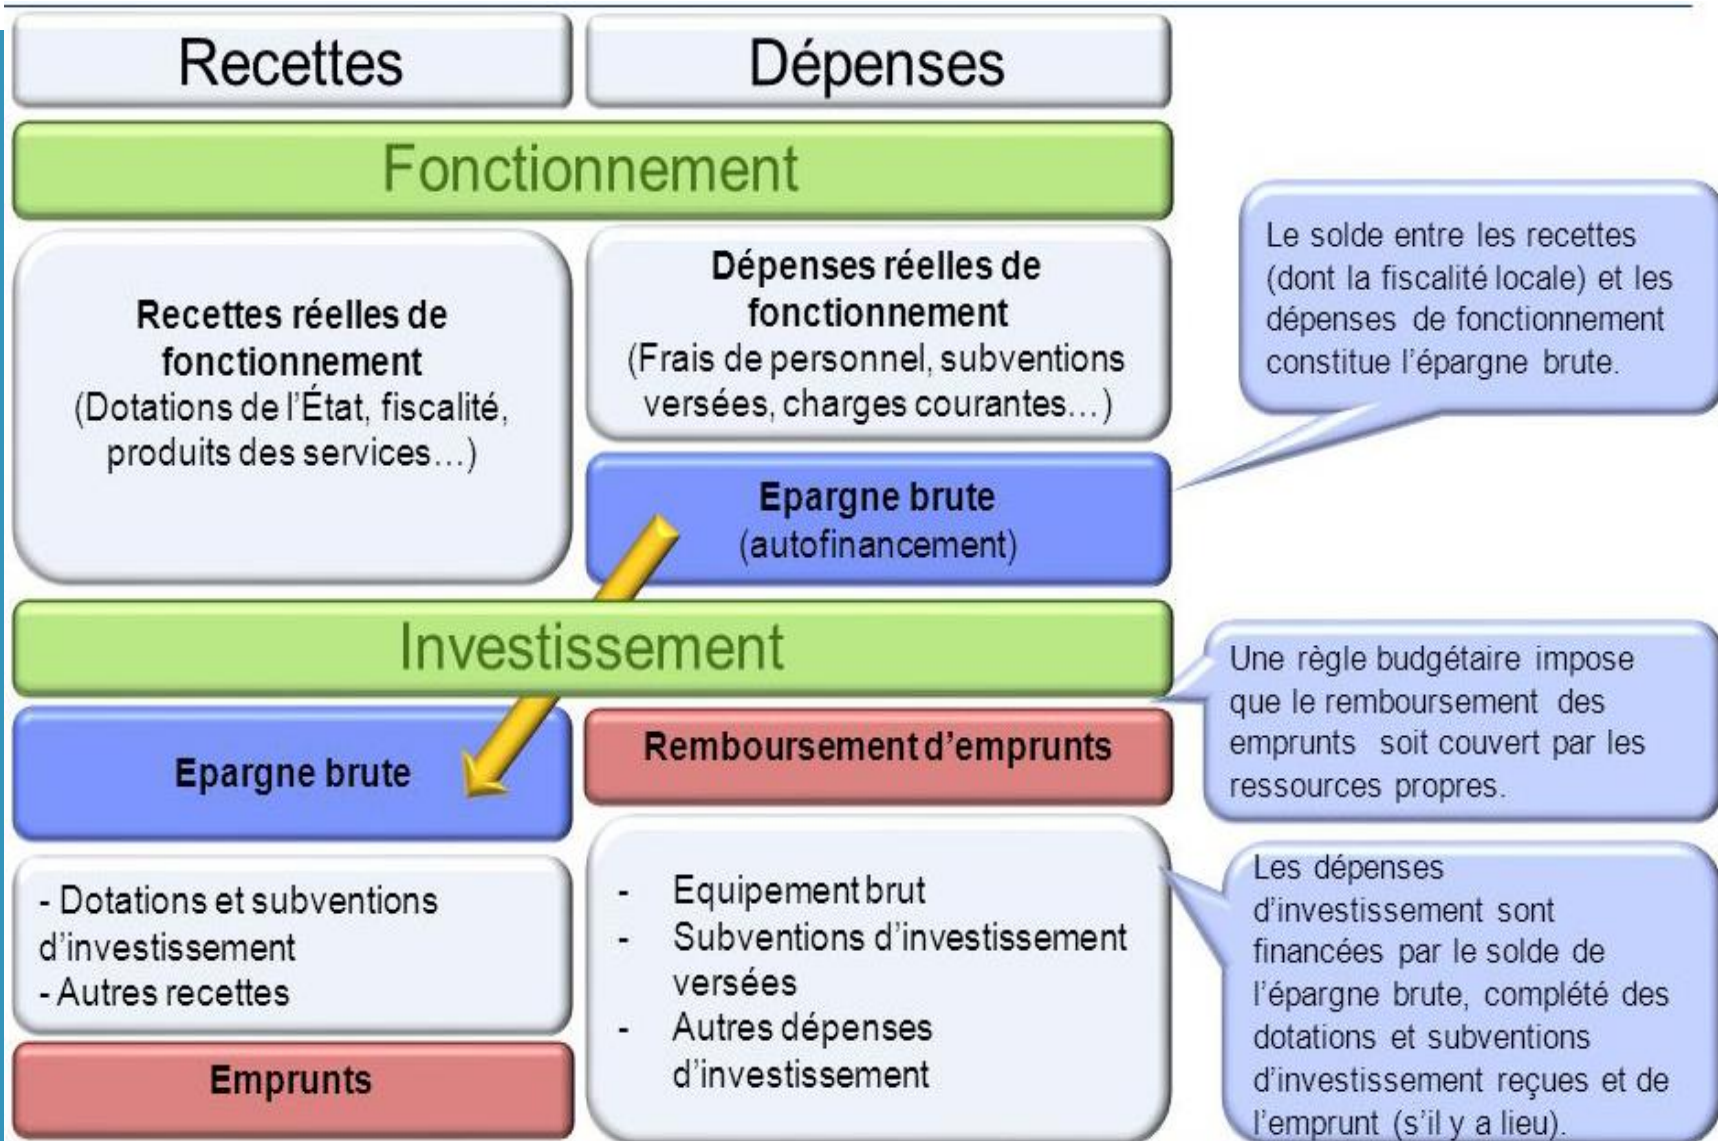 Recettes
Dépenses
Fonctionnement
Recettes réelles de
fonctionnement
(Dotations de l'État, fiscalité,
produits des services…)
Dépenses réelles de
fonctionnement
(Frais de personnel, subventions
versées, charges courantes…)
Epargne brute
(autofinancement)
Le solde entre les recettes
(dont la fiscalité locale) et les
dépenses de fonctionnement
constitue l'épargne brute.
Investissement
Epargne brute
- Dotations et subventions
d'investissement
- Autres recettes
Emprunts
Remboursement d'emprunts
- Equipement brut
- Subventions d'investissement
versées
- Autres dépenses
d'investissement
Une règle budgétaire impose
que le remboursement des
emprunts soit couvert par les
ressources propres.
Les dépenses
d'investissement sont
financées par le solde de
l'épargne brute, complété des
dotations et subventions
d'investissement reçues et de
l'emprunt (s'il y a lieu).